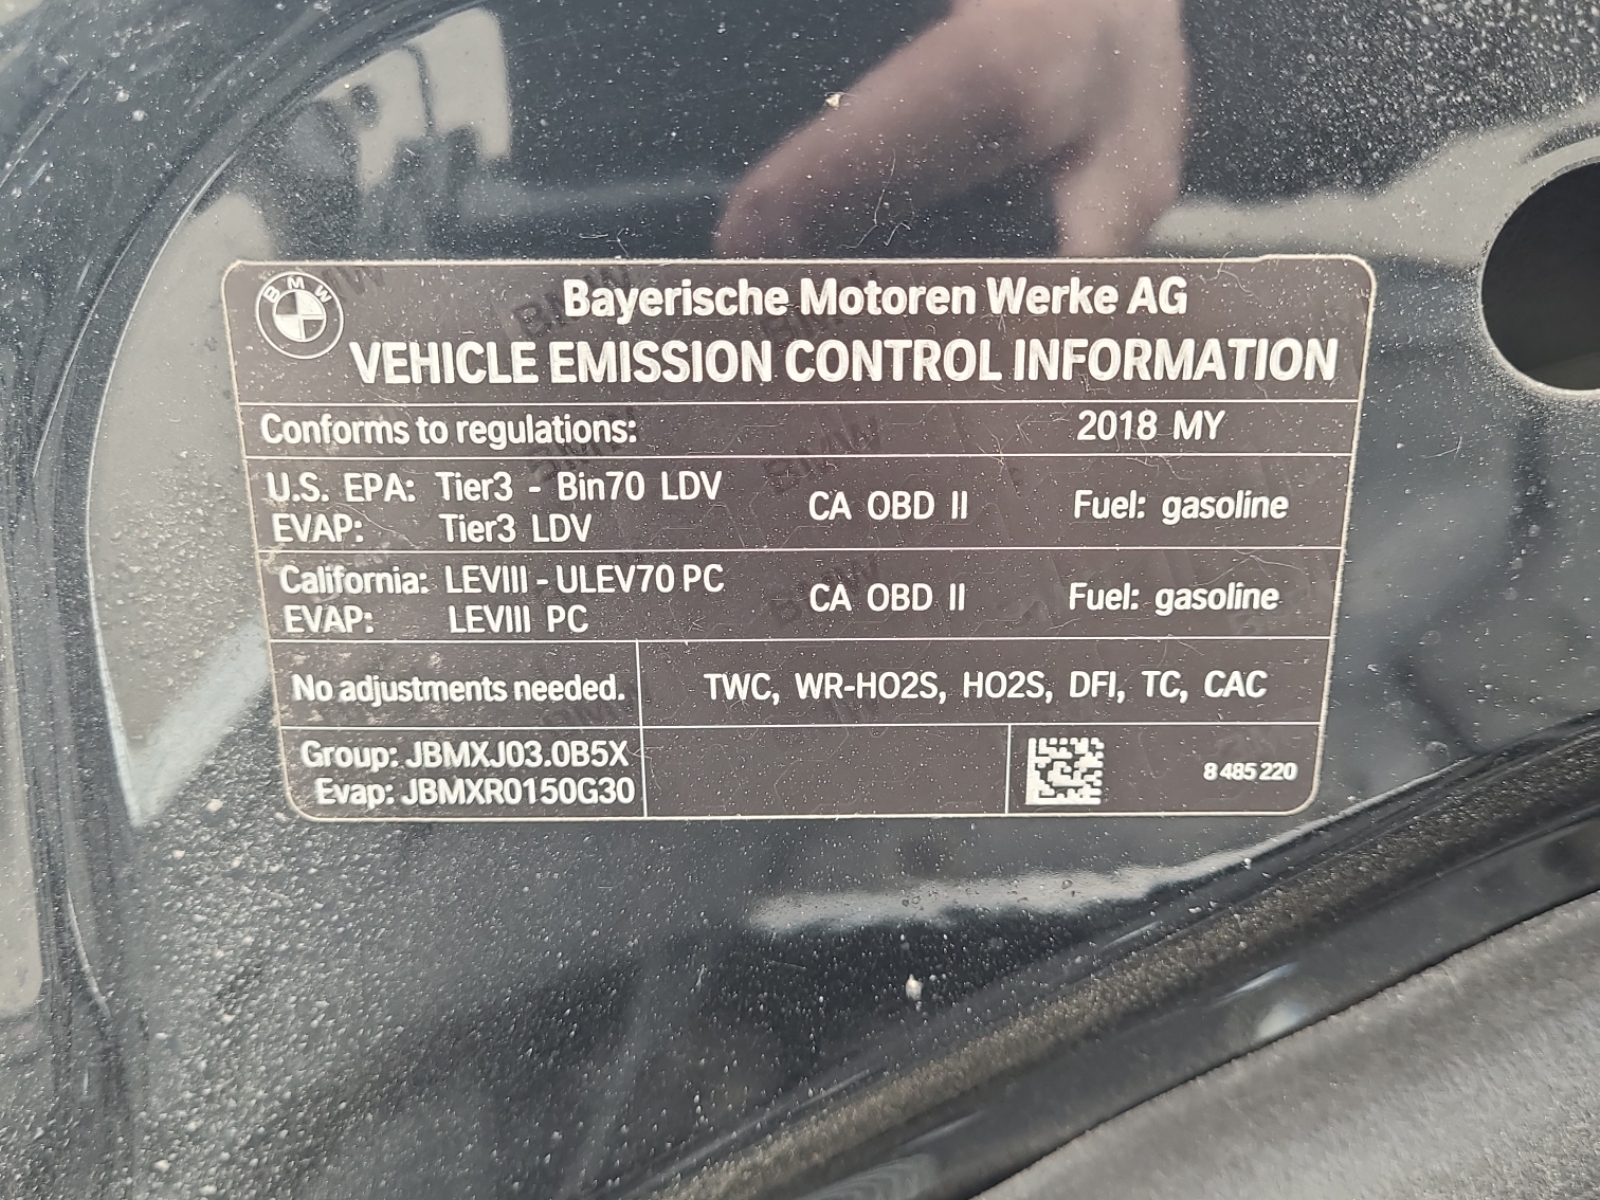 BMW
Bayerische Motoren Werke AG
VEHICLE EMISSION CONTROL INFORMATION
Conforms to regulations: 2018 MY
U.S. EPA: Tier3 - Bin70 LDV CA OBD II Fuel: gasoline
EVAP: Tier3 LDV
California: LEVIII - ULEV70 PC CA OBD II Fuel: gasoline
EVAP: LEVIII PC
No adjustments needed. TWC, WR-HO2S, HO2S, DFI, TC, CAC
Group: JBMXJ03.0B5X
Evap: JBMXR0150G30
8 485 220